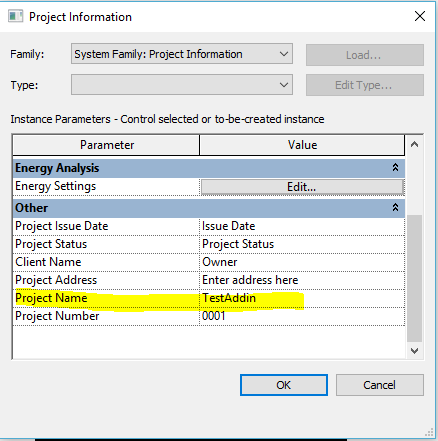 Project Information
Family: System Family: Project Information Load...
Type: Edit Type...
Instance Parameters - Control selected or to-be-created instance
Parameter Value
Energy Analysis
Energy Settings Edit...
Other
Project Issue Date Issue Date
Project Status Project Status
Client Name Owner
Project Address Enter address here
Project Name TestAddin
Project Number 0001
OK Cancel